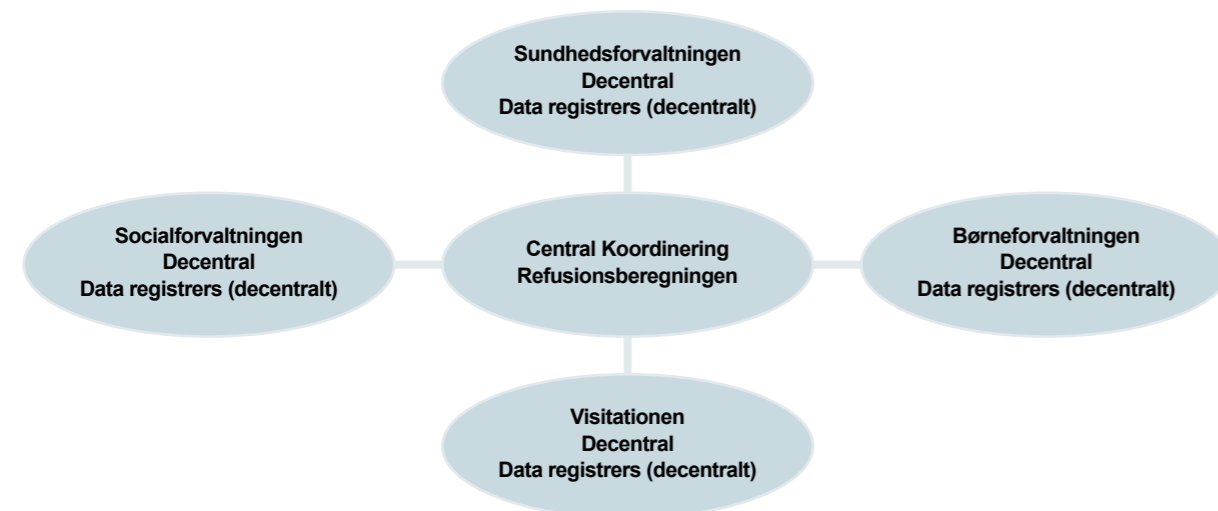 Sundhedsforvaltningen
Decentral
Data registrers (decentralt)
Socialforvaltningen
Decentral
Data registrers (decentralt)
Central Koordinering
Refusionsberegningen
Børneforvaltningen
Decentral
Data registrers (decentralt)
Visitationen
Decentral
Data registrers (decentralt)